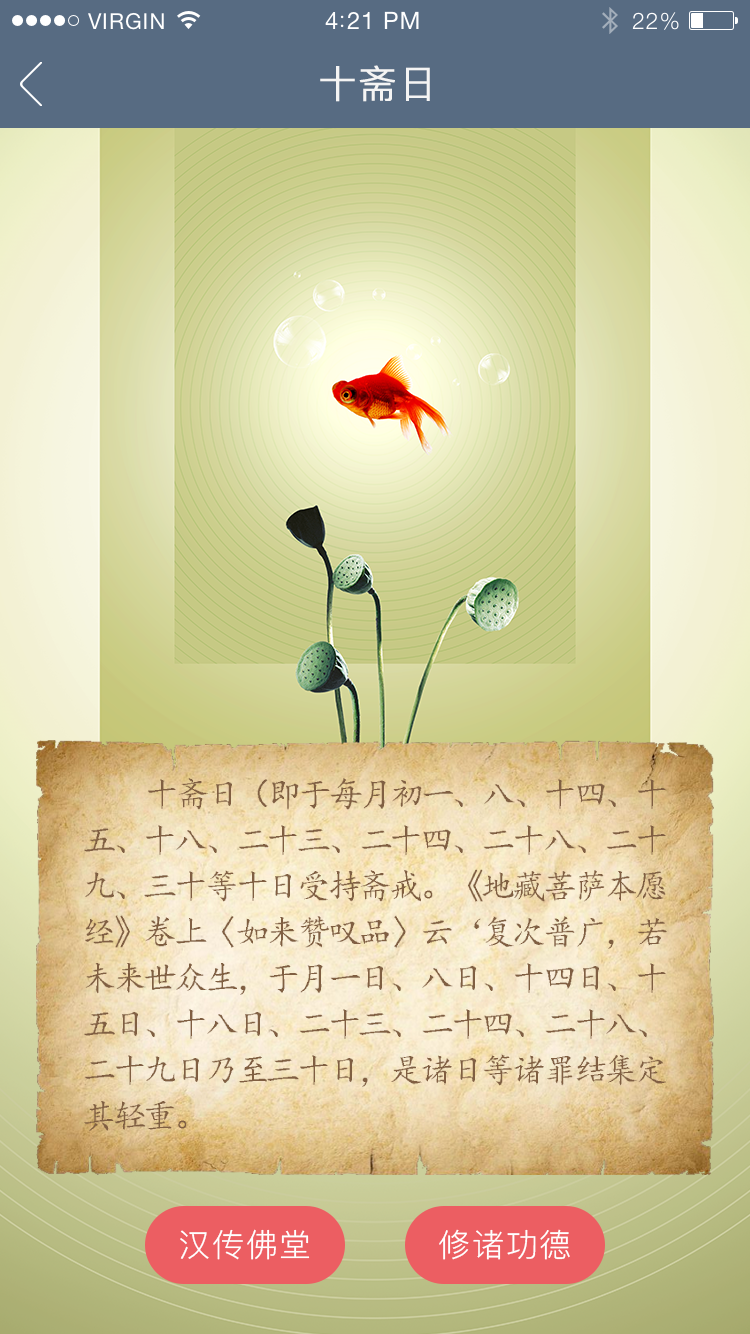 VIRGIN 4:21 PM 22%
十斋日
十斋日（即于每月初一、八、十四、十
五、十八、二十三、二十四、二十八、二十
九、三十等十日受持斋戒。《地藏菩萨本愿
经》卷上〈如来赞叹品〉云‘复次普广，若
未来世众生，于月一日、八日、十四日、十
五日、十八日、二十三、二十四、二十八、
二十九日乃至三十日，是诸日等诸罪结集定
其轻重。
汉传佛堂
修诸功德